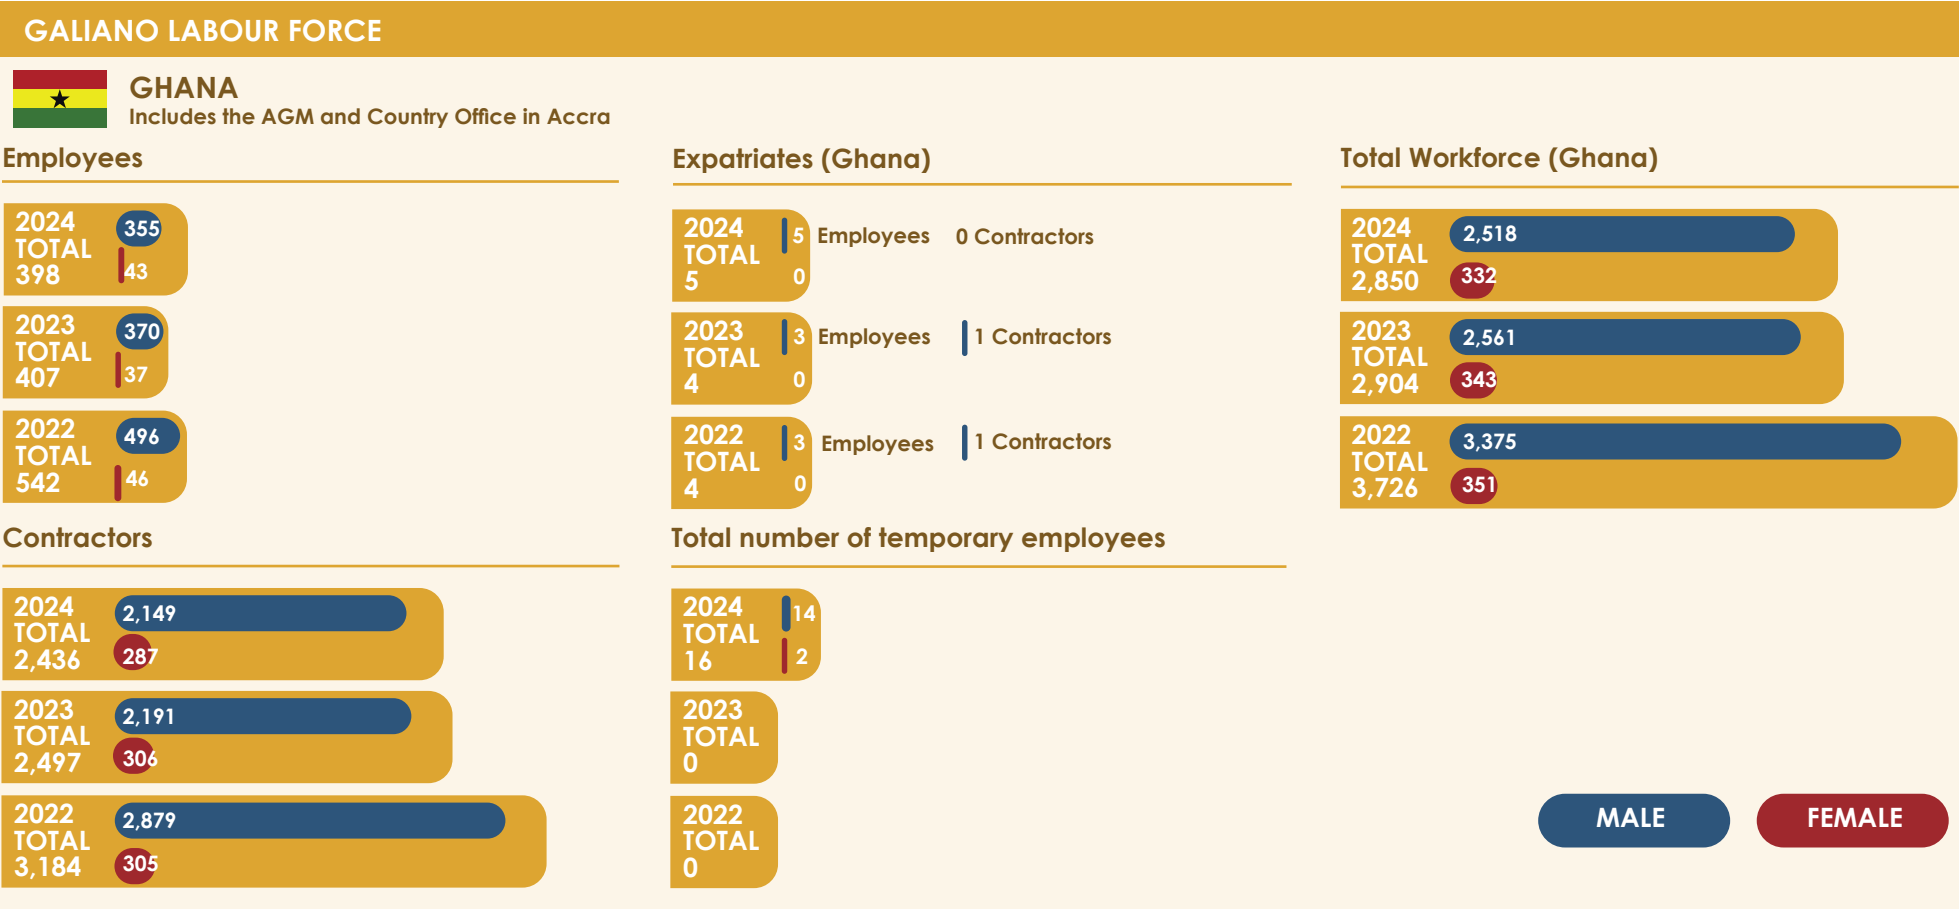 GALIANO LABOUR FORCE
GHANA
Includes the AGM and Country Office in Accra
Employees
2024
TOTAL
398
355
43
2023
TOTAL
407
370
37
2022
TOTAL
542
496
46
Expatriates (Ghana)
2024
TOTAL
5
5 Employees 0 Contractors
0
2023
TOTAL
4
3 Employees 1 Contractors
0
2022
TOTAL
4
3 Employees 1 Contractors
0
Total Workforce (Ghana)
2024
TOTAL
2,850
2,518
332
2023
TOTAL
2,904
2,561
343
2022
TOTAL
3,726
3,375
351
Contractors
2024
TOTAL
2,436
2,149
287
2023
TOTAL
2,497
2,191
306
2022
TOTAL
3,184
2,879
305
Total number of temporary employees
2024
TOTAL
16
14
2
2023
TOTAL
0
2022
TOTAL
0
MALE
FEMALE